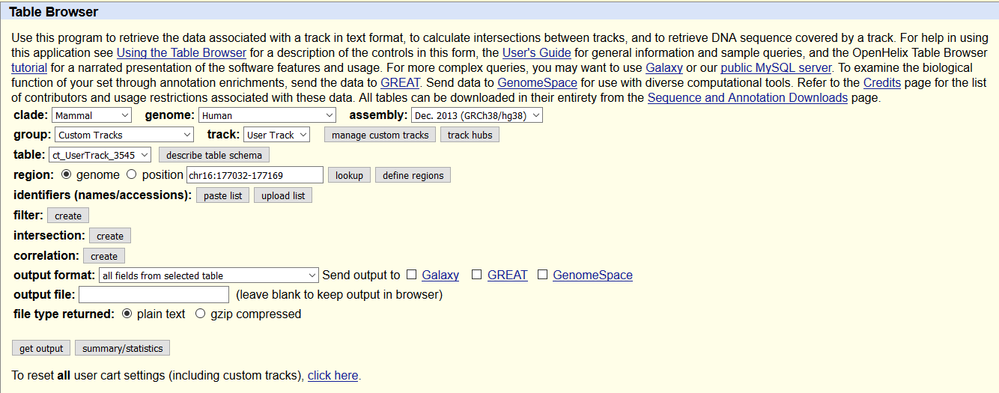 Table Browser
Use this program to retrieve the data associated with a track in text format, to calculate intersections between tracks, and to retrieve DNA sequence covered by a track. For help in using
this application see Using the Table Browser for a description of the controls in this form, the User's Guide for general information and sample queries, and the OpenHelix Table Browser
tutorial for a narrated presentation of the software features and usage. For more complex queries, you may want to use Galaxy or our public MySQL server. To examine the biological
function of your set through annotation enrichments, send the data to GREAT. Send data to GenomeSpace for use with diverse computational tools. Refer to the Credits page for the list
of contributors and usage restrictions associated with these data. All tables can be downloaded in their entirety from the Sequence and Annotation Downloads page.
clade: Mammal genome: Human assembly: Dec. 2013 (GRCh38/hg38)
group: Custom Tracks track: User Track manage custom tracks track hubs
table: ct_UserTrack_3545 describe table schema
region: genome position chr16:177032-177169 lookup define regions
identifiers (names/accessions): paste list upload list
filter: create
intersection: create
correlation: create
output format: all fields from selected table Send output to Galaxy GREAT GenomeSpace
output file: (leave blank to keep output in browser)
file type returned: plain text gzip compressed
get output summary/statistics
To reset all user cart settings (including custom tracks), click here.